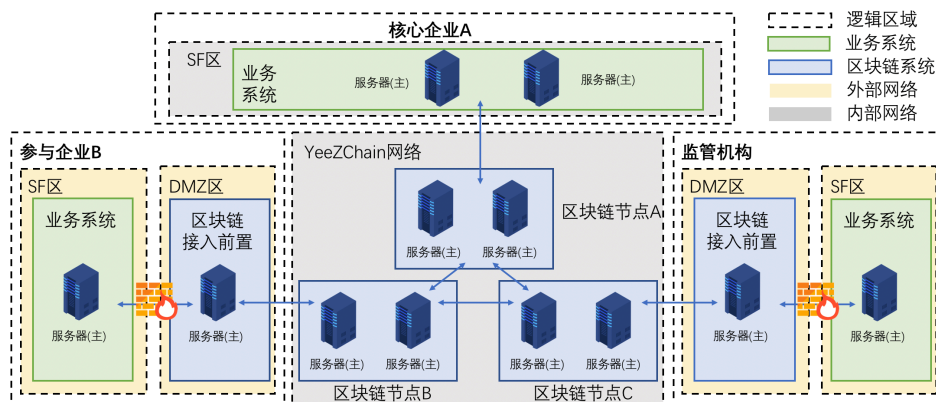 核心企业A
SF区
业务
系统
服务器(主)
服务器(主)
逻辑区域
业务系统
区块链系统
外部网络
内部网络
参与企业B
SF区
业务系统
服务器(主)
DMZ区
区块链
接入前置
服务器(主)
YeeZChain网络
服务器(主)
服务器(主)
区块链节点A
服务器(主)
服务器(主)
区块链节点B
服务器(主)
服务器(主)
区块链节点C
监管机构
DMZ区
区块链
接入前置
服务器(主)
SF区
业务系统
服务器(主)